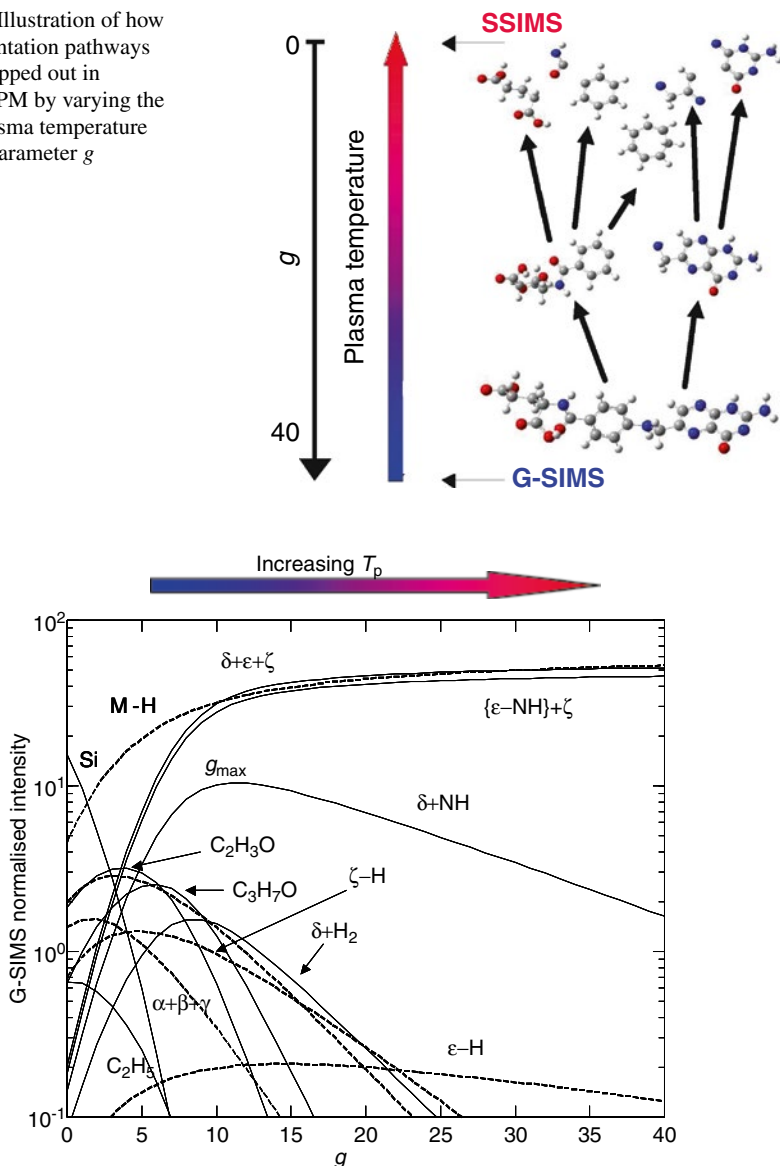 Illustration of how
ntation pathways
pped out in
PM by varying the
sma temperature
arameter g
SSIMS
0
g
Plasma temperature
40
G-SIMS
Increasing Tp
10²
10¹
10⁰
10⁻¹
G-SIMS normalised intensity
δ+ε+ζ
M-H
{ε–NH}+ζ
Si
gmax
δ+NH
C₂H₃O
C₃H₇O
ζ–H
δ+H₂
α+β+γ
C₂H₅
ε–H
0 5 10 15 20 25 30 35 40
g